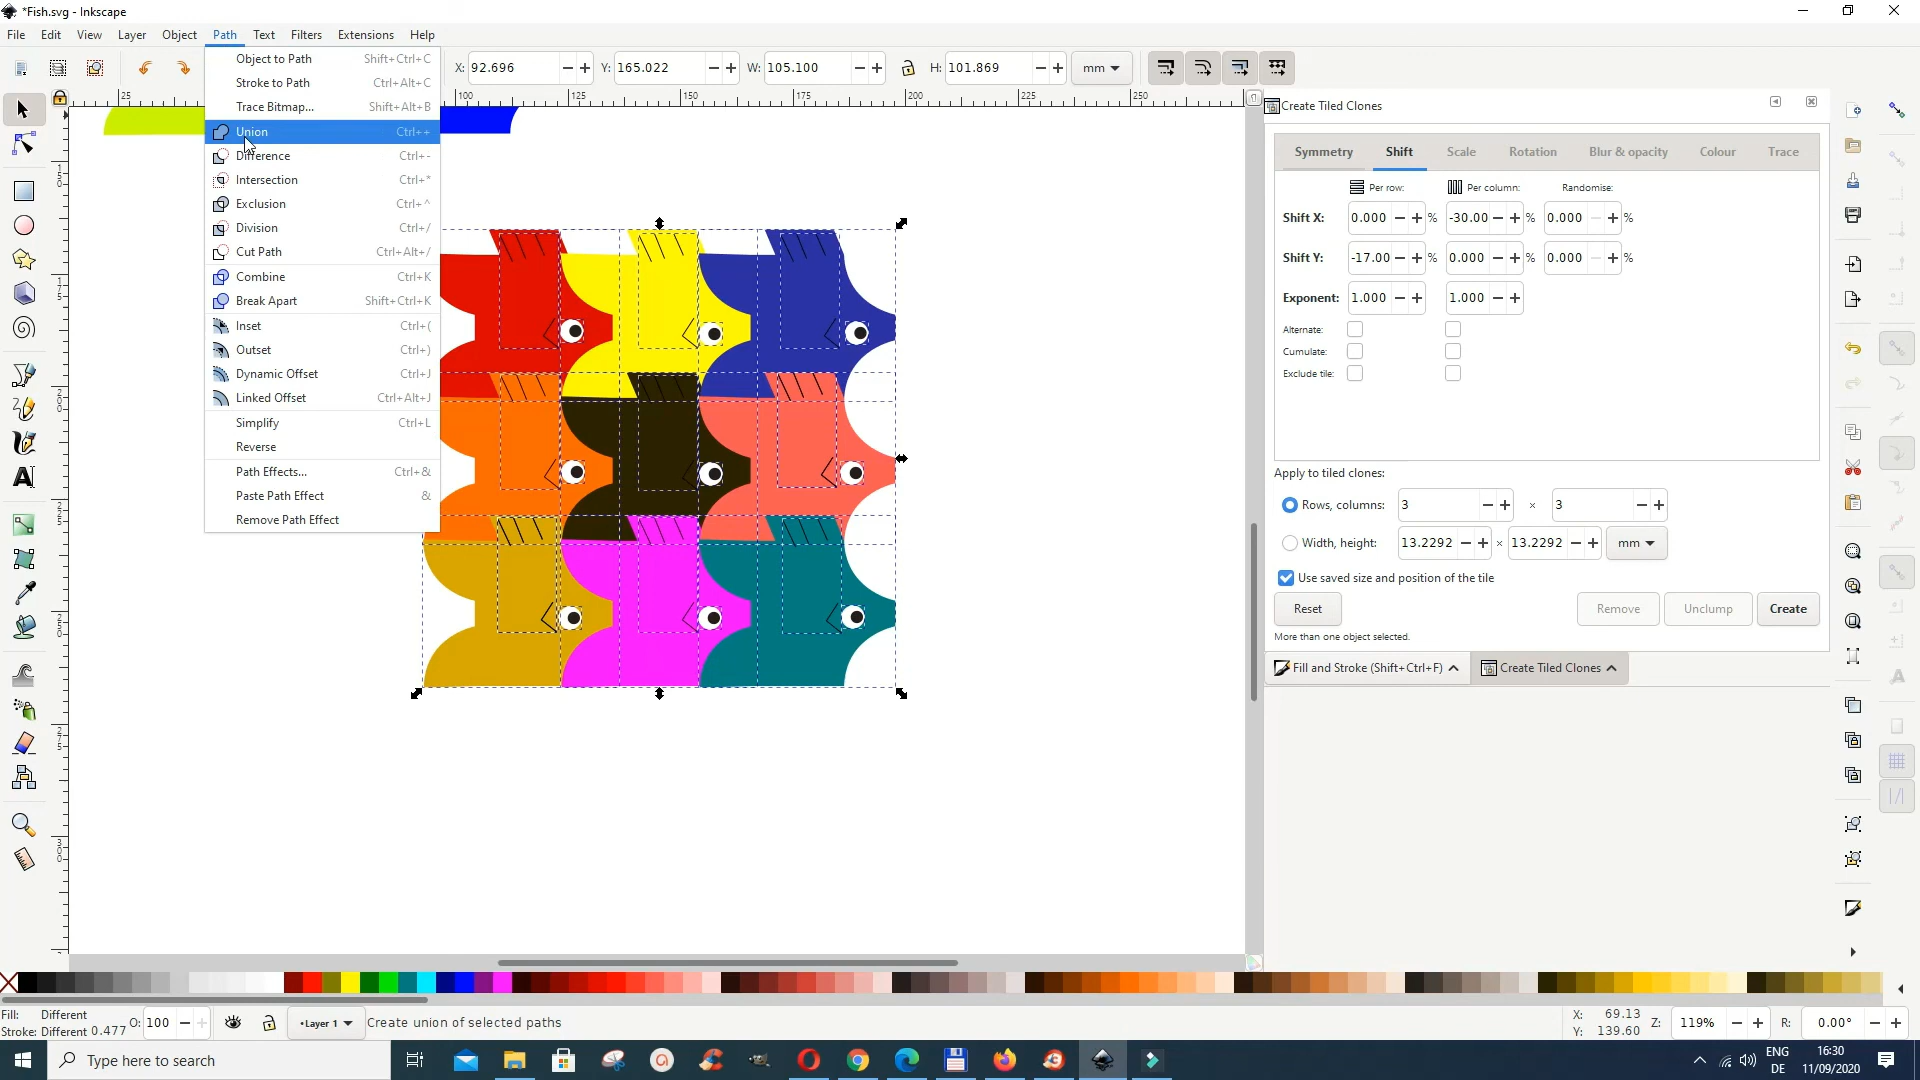 *Fish.svg - Inkscape
File Edit View Layer Object Path Text Filters Extensions Help
X: 92.696 Y: 165.022 W: 105.100 H: 101.869 mm
Object to Path Shift+Ctrl+C
Stroke to Path Ctrl+Alt+C
Trace Bitmap... Shift+Alt+B
Union Ctrl++
Difference Ctrl+-
Intersection Ctrl+*
Exclusion Ctrl+^
Division Ctrl+/
Cut Path Ctrl+Alt+/
Combine Ctrl+K
Break Apart Shift+Ctrl+K
Inset Ctrl+(
Outset Ctrl+)
Dynamic Offset Ctrl+J
Linked Offset Ctrl+Alt+J
Simplify Ctrl+L
Reverse
Path Effects... Ctrl+&
Paste Path Effect &
Remove Path Effect
25 100 125 150 175 200 225 250
Create Tiled Clones
Symmetry Shift Scale Rotation Blur & opacity Colour Trace
Per row: Per column: Randomise:
Shift X: 0.000 % -30.00 % 0.000 %
Shift Y: -17.00 % 0.000 % 0.000 %
Exponent: 1.000 1.000
Alternate:
Cumulate:
Exclude tile:
Apply to tiled clones:
Rows, columns: 3 × 3
Width, height: 13.2292 × 13.2292 mm
Use saved size and position of the tile
Reset Remove Unclump Create
More than one object selected.
Fill and Stroke (Shift+Ctrl+F) Create Tiled Clones
Fill: Different
Stroke: Different 0.477
O: 100
•Layer 1
Create union of selected paths
X: 69.13
Y: 139.60
Z: 119%
R: 0.00°
Type here to search
ENG
DE
16:30
11/09/2020